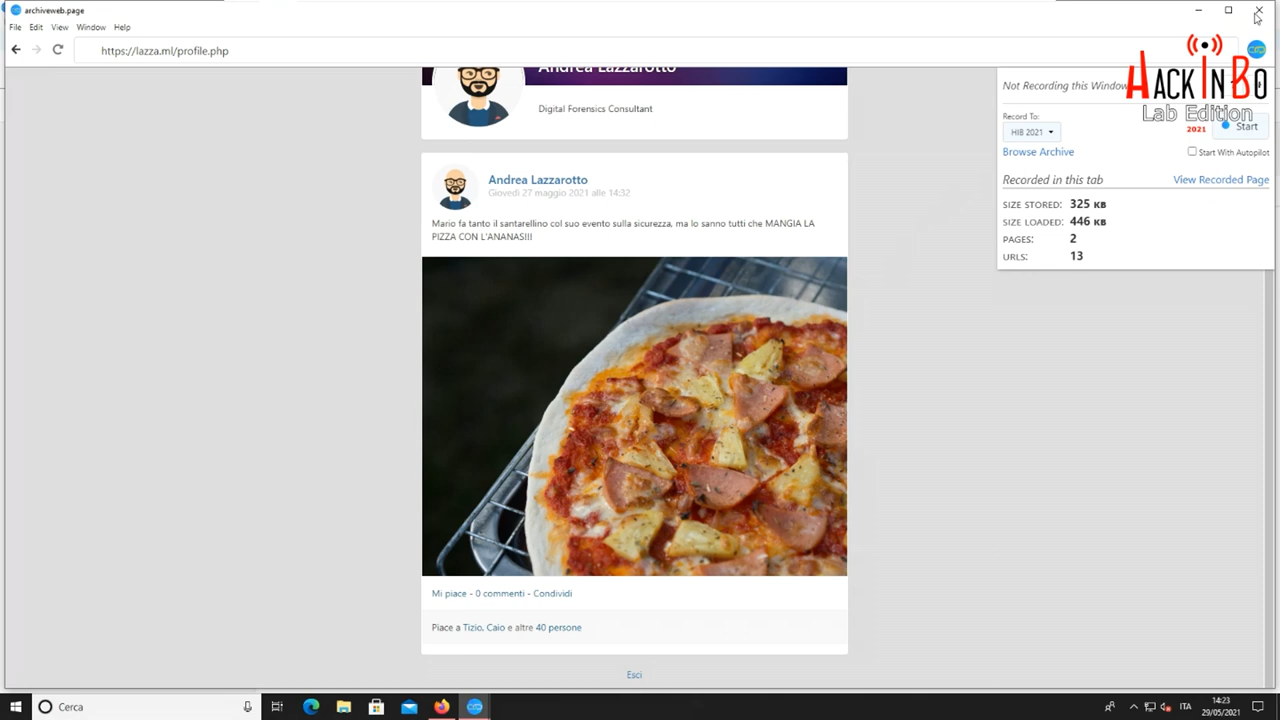 archiveweb.page
File Edit View Window Help
https://lazza.ml/profile.php
HackInBo
Lab Edition
2021
Not Recording this Window
Record To:
HIB 2021
Start
Browse Archive
Start With Autopilot
Recorded in this tab
View Recorded Page
SIZE STORED: 325 KB
SIZE LOADED: 446 KB
PAGES: 2
URLS: 13
Andrea Lazzarotto
Digital Forensics Consultant
Andrea Lazzarotto
Giovedì 27 maggio 2021 alle 14:32
Mario fa tanto il santarellino col suo evento sulla sicurezza, ma lo sanno tutti che MANGIA LA
PIZZA CON L'ANANAS!!!
Mi piace - 0 commenti - Condividi
Piace a Tizio, Caio e altre 40 persone
Esci
Cerca
ITA
14:23
29/05/2021